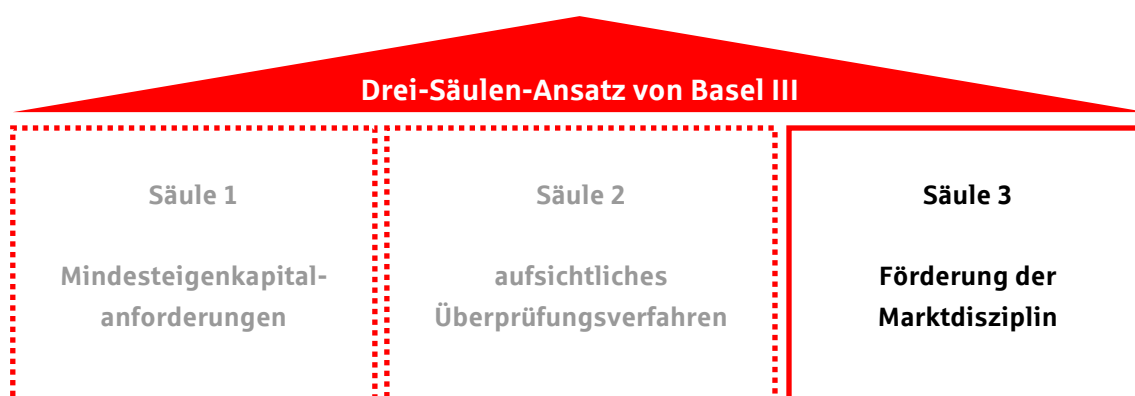 Drei-Säulen-Ansatz von Basel III
Säule 1
Mindesteigenkapital-
anforderungen
Säule 2
aufsichtliches
Überprüfungsverfahren
Säule 3
Förderung der
Marktdisziplin